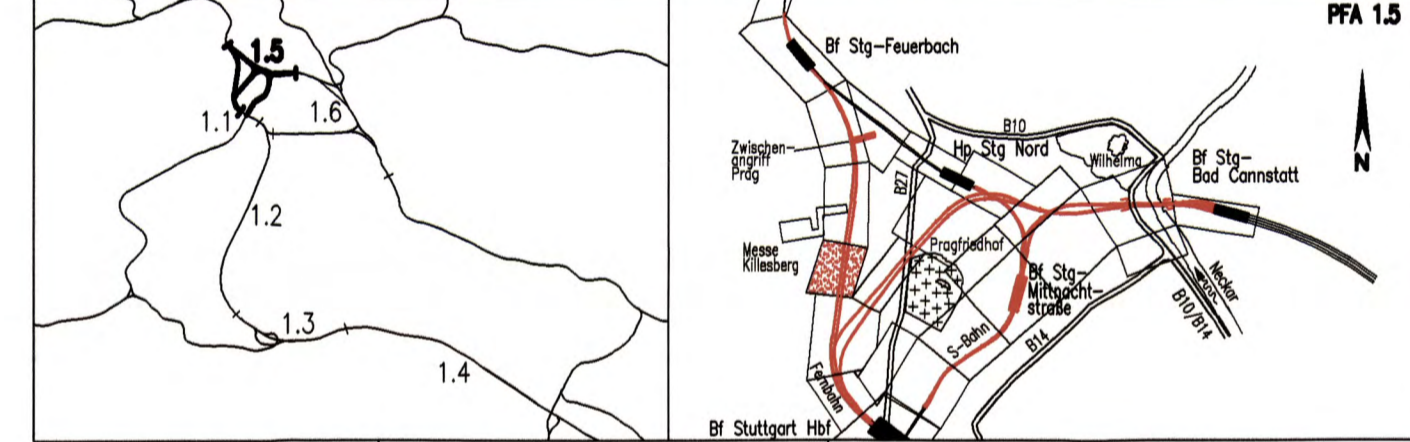 1.5
1.1
1.6
1.2
1.3
1.4
PFA 1.5
Bf Stg-Feuerbach
B10
Zwischen-
angriff
Prag
Hp Stg Nord
Wilhelma
Bf Stg-
Bad Cannstatt
N
B27
Messe
Killesberg
Pragfriedhof
Bf Stg-
Mittnacht-
straße
Neckar
B10/B14
S-Bahn
B14
Fernbahn
Bf Stuttgart Hbf